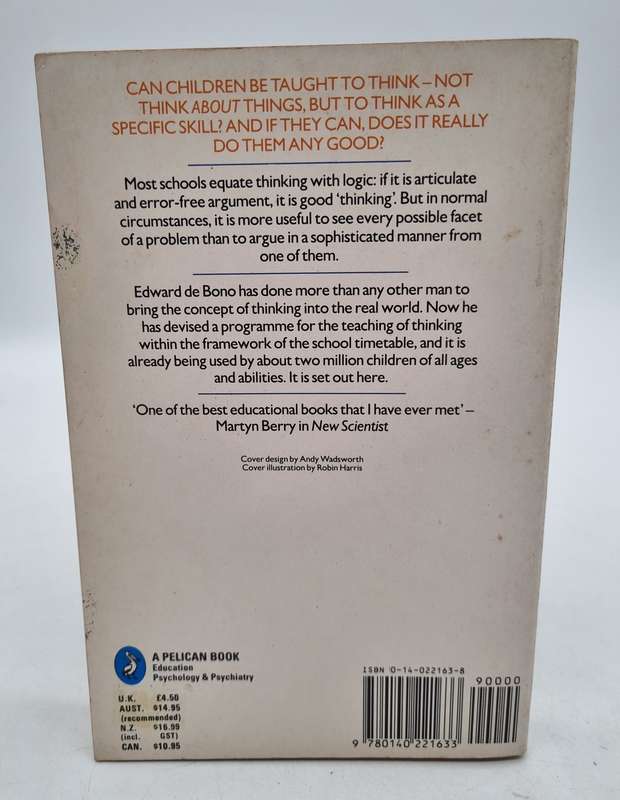 CAN CHILDREN BE TAUGHT TO THINK – NOT
THINK ABOUT THINGS, BUT TO THINK AS A
SPECIFIC SKILL? AND IF THEY CAN, DOES IT REALLY
DO THEM ANY GOOD?
Most schools equate thinking with logic: if it is articulate
and error-free argument, it is good ‘thinking’. But in normal
circumstances, it is more useful to see every possible facet
of a problem than to argue in a sophisticated manner from
one of them.
Edward de Bono has done more than any other man to
bring the concept of thinking into the real world. Now he
has devised a programme for the teaching of thinking
within the framework of the school timetable, and it is
already being used by about two million children of all ages
and abilities. It is set out here.
‘One of the best educational books that I have ever met’ –
Martyn Berry in New Scientist
Cover design by Andy Wadsworth
Cover illustration by Robin Harris
A PELICAN BOOK
Education
Psychology & Psychiatry
U.K. £4.50
AUST. $14.95
(recommended)
N.Z. $16.99
(incl. GST)
CAN. $10.95
ISBN 0-14-022163-8
90000
9 780140 221633